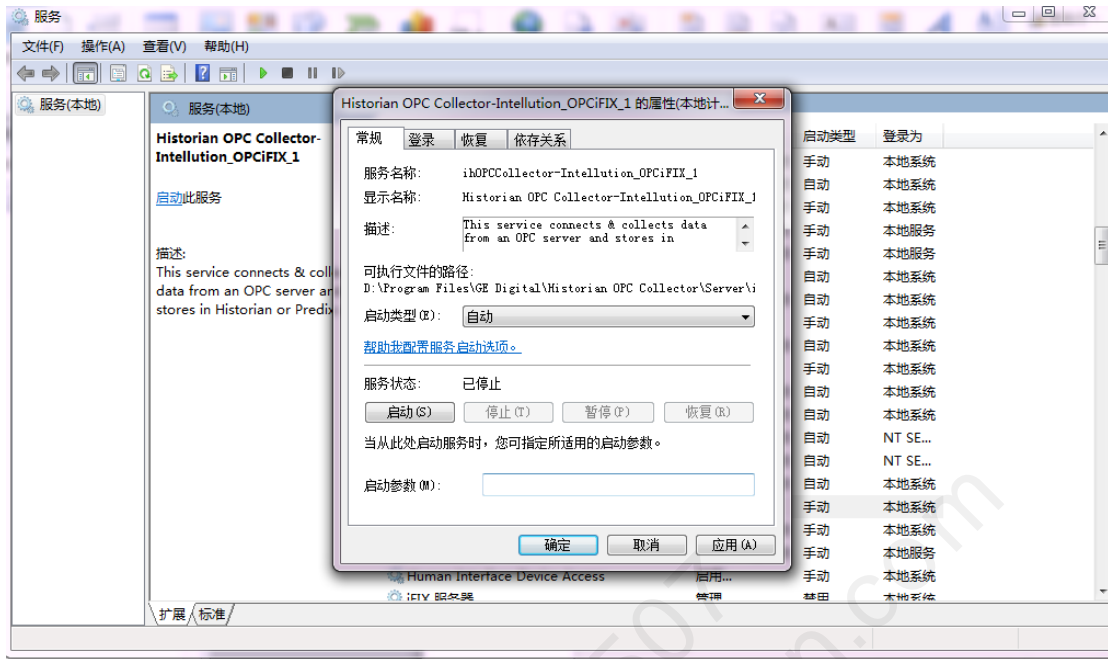 服务
文件(F) 操作(A) 查看(V) 帮助(H)
服务(本地)
服务(本地)
Historian OPC Collector-
Intellution_OPCiFIX_1
启动此服务
描述:
This service connects & coll
data from an OPC server an
stores in Historian or Predix
Historian OPC Collector-Intellution_OPCiFIX_1 的属性(本地计...
常规 登录 恢复 依存关系
服务名称: ihOPCCollector-Intellution_OPCiFIX_1
显示名称: Historian OPC Collector-Intellution_OPCiFIX_1
描述: This service connects & collects data
from an OPC server and stores in
可执行文件的路径:
D:\Program Files\GE Digital\Historian OPC Collector\Server\i
启动类型(E): 自动
帮助我配置服务启动选项。
服务状态: 已停止
启动(S) 停止(T) 暂停(P) 恢复(R)
当从此处启动服务时，您可指定所适用的启动参数。
启动参数(M):
确定 取消 应用(A)
启动类型 登录为
手动 本地系统
自动 本地系统
手动 本地系统
手动 本地服务
手动 本地服务
自动 本地系统
自动 本地系统
手动 本地系统
自动 本地系统
手动 本地系统
自动 本地系统
自动 本地系统
自动 NT SE...
自动 NT SE...
自动 本地系统
手动 本地系统
手动 本地系统
手动 本地服务
Human Interface Device Access 启用... 手动 本地系统
iFIX 服务器 管理 禁用 本地系统
扩展 标准